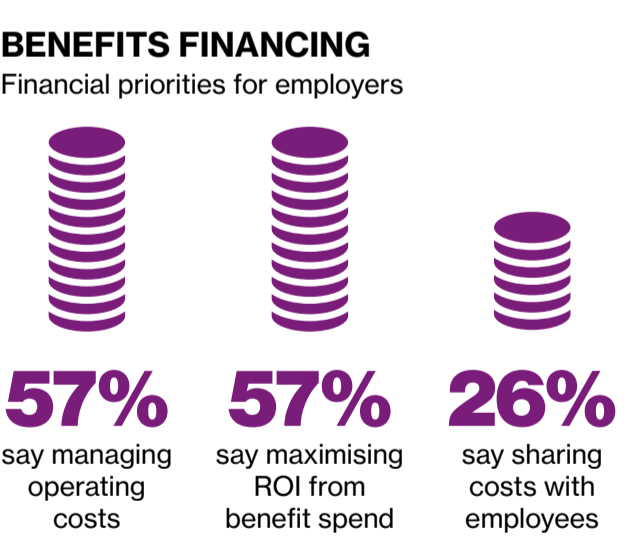 BENEFITS FINANCING
Financial priorities for employers
57%
say managing
operating
costs
57%
say maximising
ROI from
benefit spend
26%
say sharing
costs with
employees